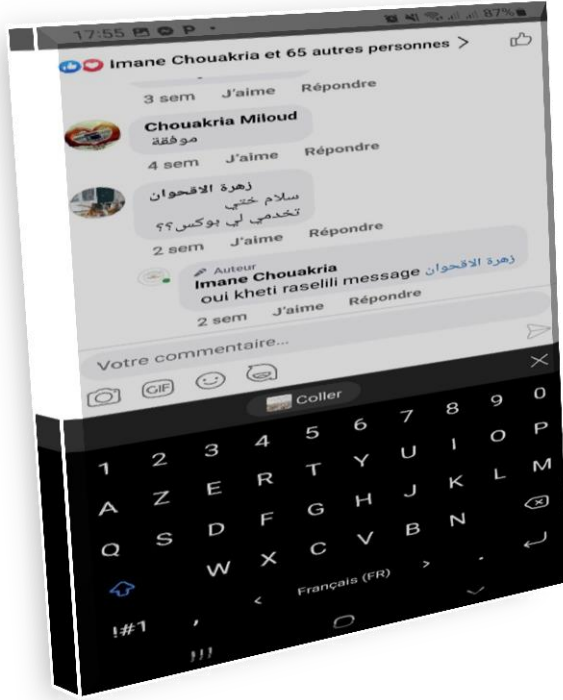 17:55 P
87%
Imane Chouakria et 65 autres personnes >
3 sem J'aime Répondre
Chouakria Miloud
موفقة
4 sem J'aime Répondre
زهرة الاقحوان
سلام ختي
تخدمي لي بوكس؟؟
2 sem J'aime Répondre
Auteur
Imane Chouakria
زهرة الاقحوان oui kheti raselili message
2 sem J'aime Répondre
Votre commentaire...
GIF
Coller
1 2 3 4 5 6 7 8 9 0
A Z E R T Y U I O P
Q S D F G H J K L M
W X C V B N
!#1 , < Français (FR) > .